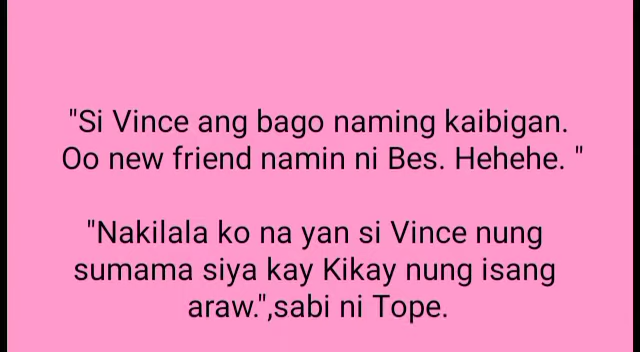 "Si Vince ang bago naming kaibigan.
Oo new friend namin ni Bes. Hehehe. "
"Nakilala ko na yan si Vince nung
sumama siya kay Kikay nung isang
araw.",sabi ni Tope.